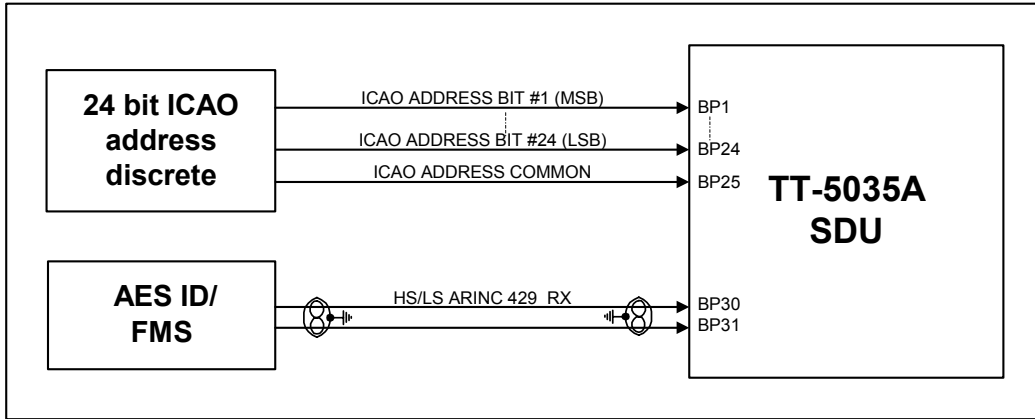 24 bit ICAO
address
discrete
ICAO ADDRESS BIT #1 (MSB)
ICAO ADDRESS BIT #24 (LSB)
ICAO ADDRESS COMMON
BP1
BP24
BP25
TT-5035A
SDU
AES ID/
FMS
HS/LS ARINC 429 RX
BP30
BP31